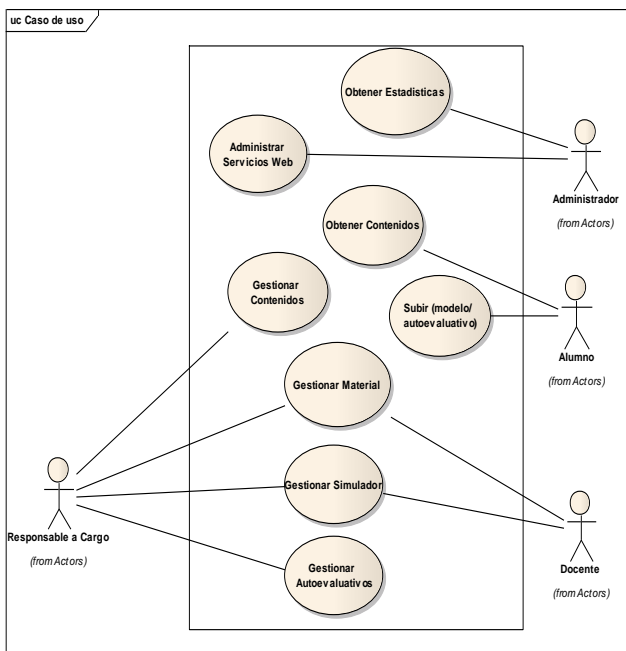 uc Caso de uso
Obtener Estadisticas
Administrar
Servicios Web
Administrador
(from Actors)
Obtener Contenidos
Gestionar
Contenidos
Subir (modelo/
autoevaluativo)
Alumno
(from Actors)
Gestionar Material
Gestionar Simulador
Responsable a Cargo
(from Actors)
Docente
(from Actors)
Gestionar
Autoevaluativos